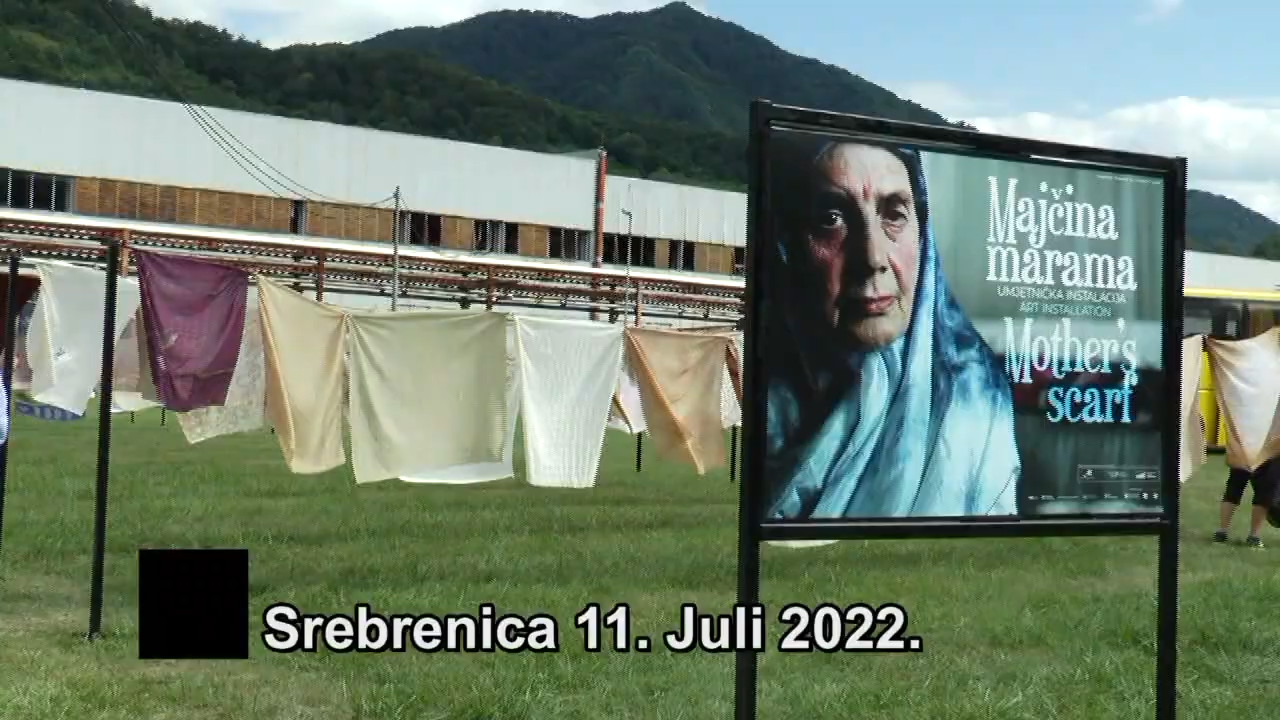 Majčina
marama
UMJETNIČKA INSTALACIJA
ART INSTALLATION
Mother's
scarf
Srebrenica 11. Juli 2022.